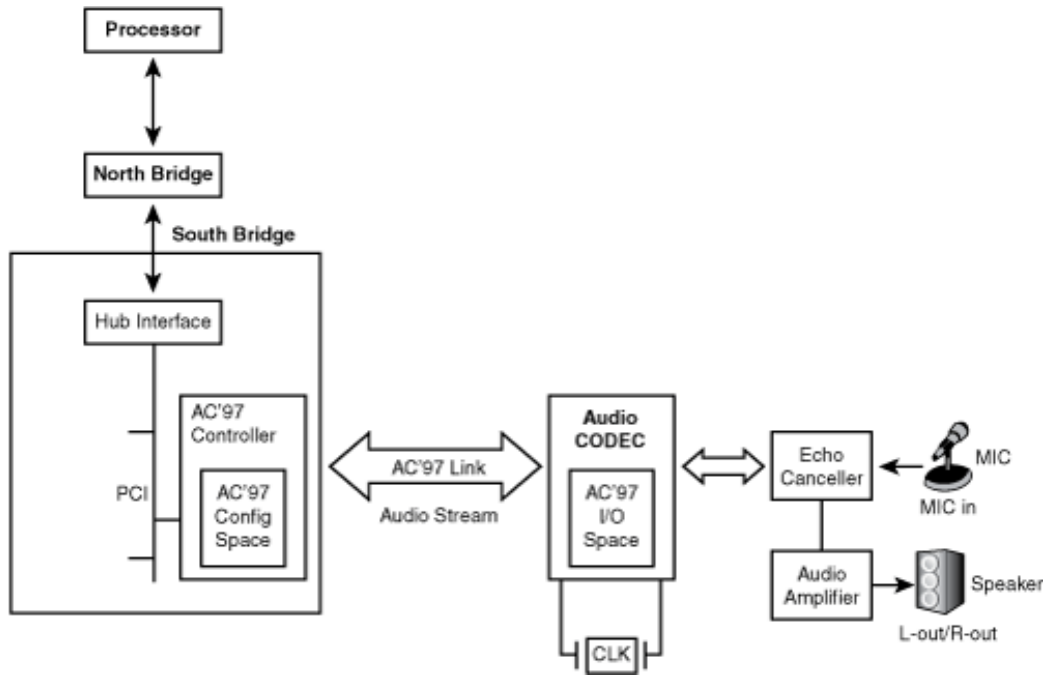 Processor
North Bridge
South Bridge
Hub Interface
AC'97
Controller
PCI
AC'97
Config
Space
AC'97 Link
Audio Stream
Audio
CODEC
AC'97
I/O
Space
CLK
Echo
Canceller
MIC
MIC in
Audio
Amplifier
Speaker
L-out/R-out